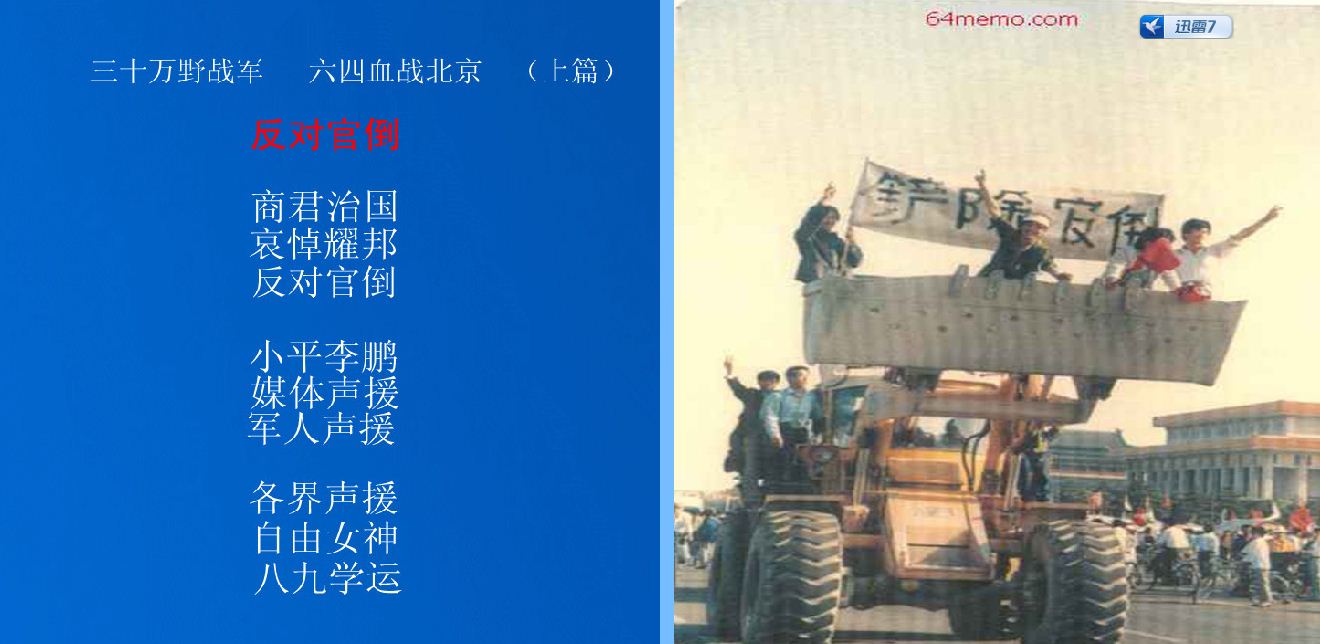 三十万野战军 六四血战北京 （上篇）
反对官倒
商君治国
哀悼耀邦
反对官倒
小平李鹏
媒体声援
军人声援
各界声援
自由女神
八九学运
64memo.com
迅雷7
铲除官倒